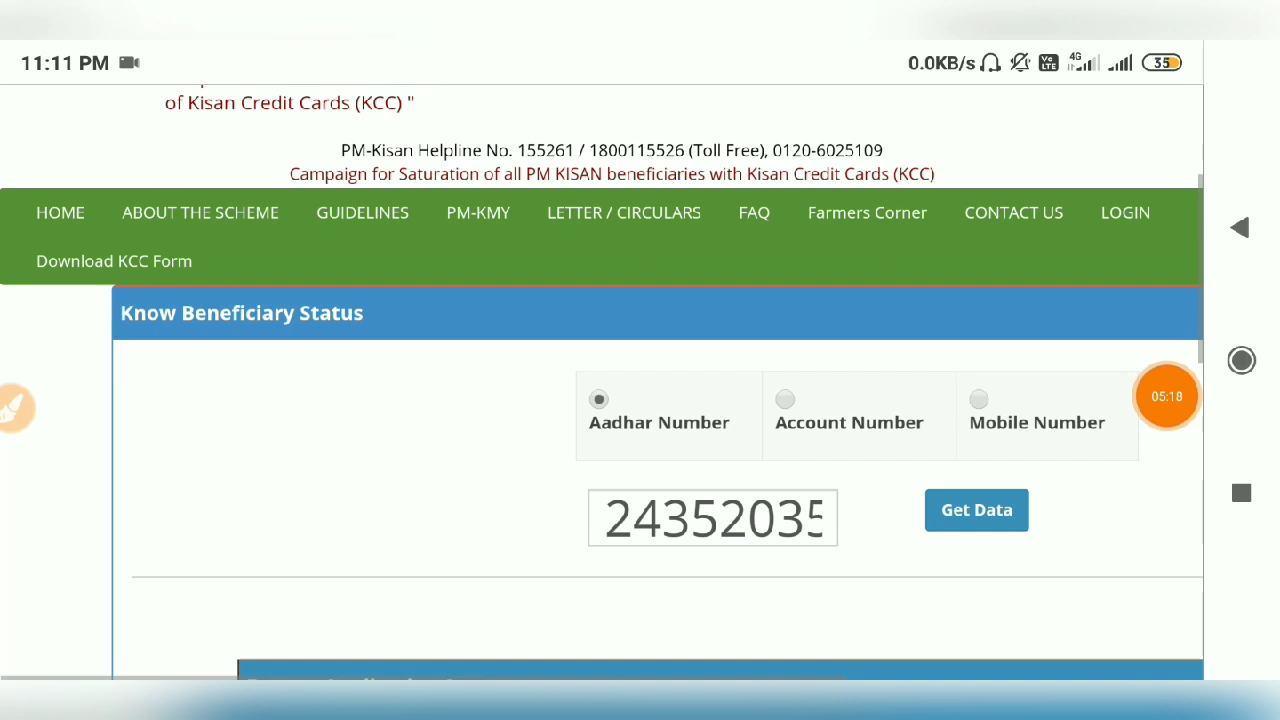 11:11 PM 0.0KB/s Vo LTE 4G 35
of Kisan Credit Cards (KCC) "
PM-Kisan Helpline No. 155261 / 1800115526 (Toll Free), 0120-6025109
Campaign for Saturation of all PM KISAN beneficiaries with Kisan Credit Cards (KCC)
HOME ABOUT THE SCHEME GUIDELINES PM-KMY LETTER / CIRCULARS FAQ Farmers Corner CONTACT US LOGIN
Download KCC Form
Know Beneficiary Status
Aadhar Number Account Number Mobile Number
05:18
24352035 Get Data